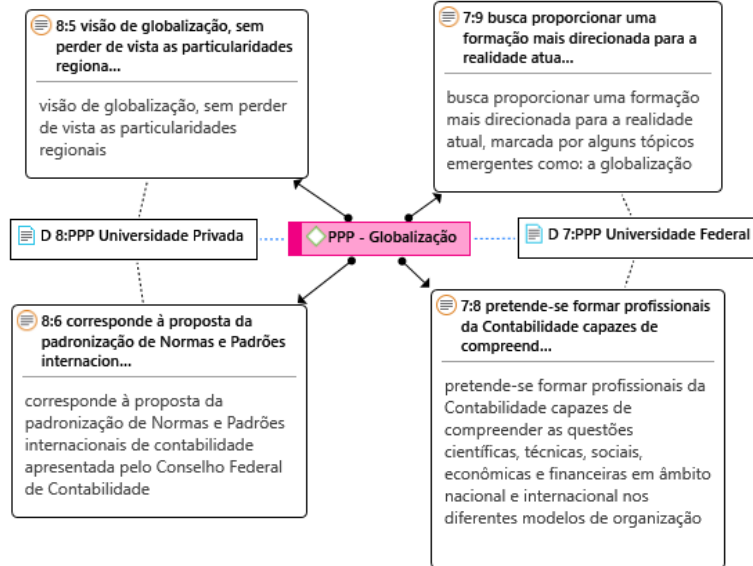 8:5 visão de globalização, sem
perder de vista as particularidades
regiona...
visão de globalização, sem perder
de vista as particularidades
regionais
7:9 busca proporcionar uma
formação mais direcionada para a
realidade atua...
busca proporcionar uma formação
mais direcionada para a realidade
atual, marcada por alguns tópicos
emergentes como: a globalização
D 8:PPP Universidade Privada
PPP - Globalização
D 7:PPP Universidade Federal
8:6 corresponde à proposta da
padronização de Normas e Padrões
internacion...
corresponde à proposta da
padronização de Normas e Padrões
internacionais de contabilidade
apresentada pelo Conselho Federal
de Contabilidade
7:8 pretende-se formar profissionais
da Contabilidade capazes de
compreend...
pretende-se formar profissionais da
Contabilidade capazes de
compreender as questões
científicas, técnicas, sociais,
econômicas e financeiras em âmbito
nacional e internacional nos
diferentes modelos de organização